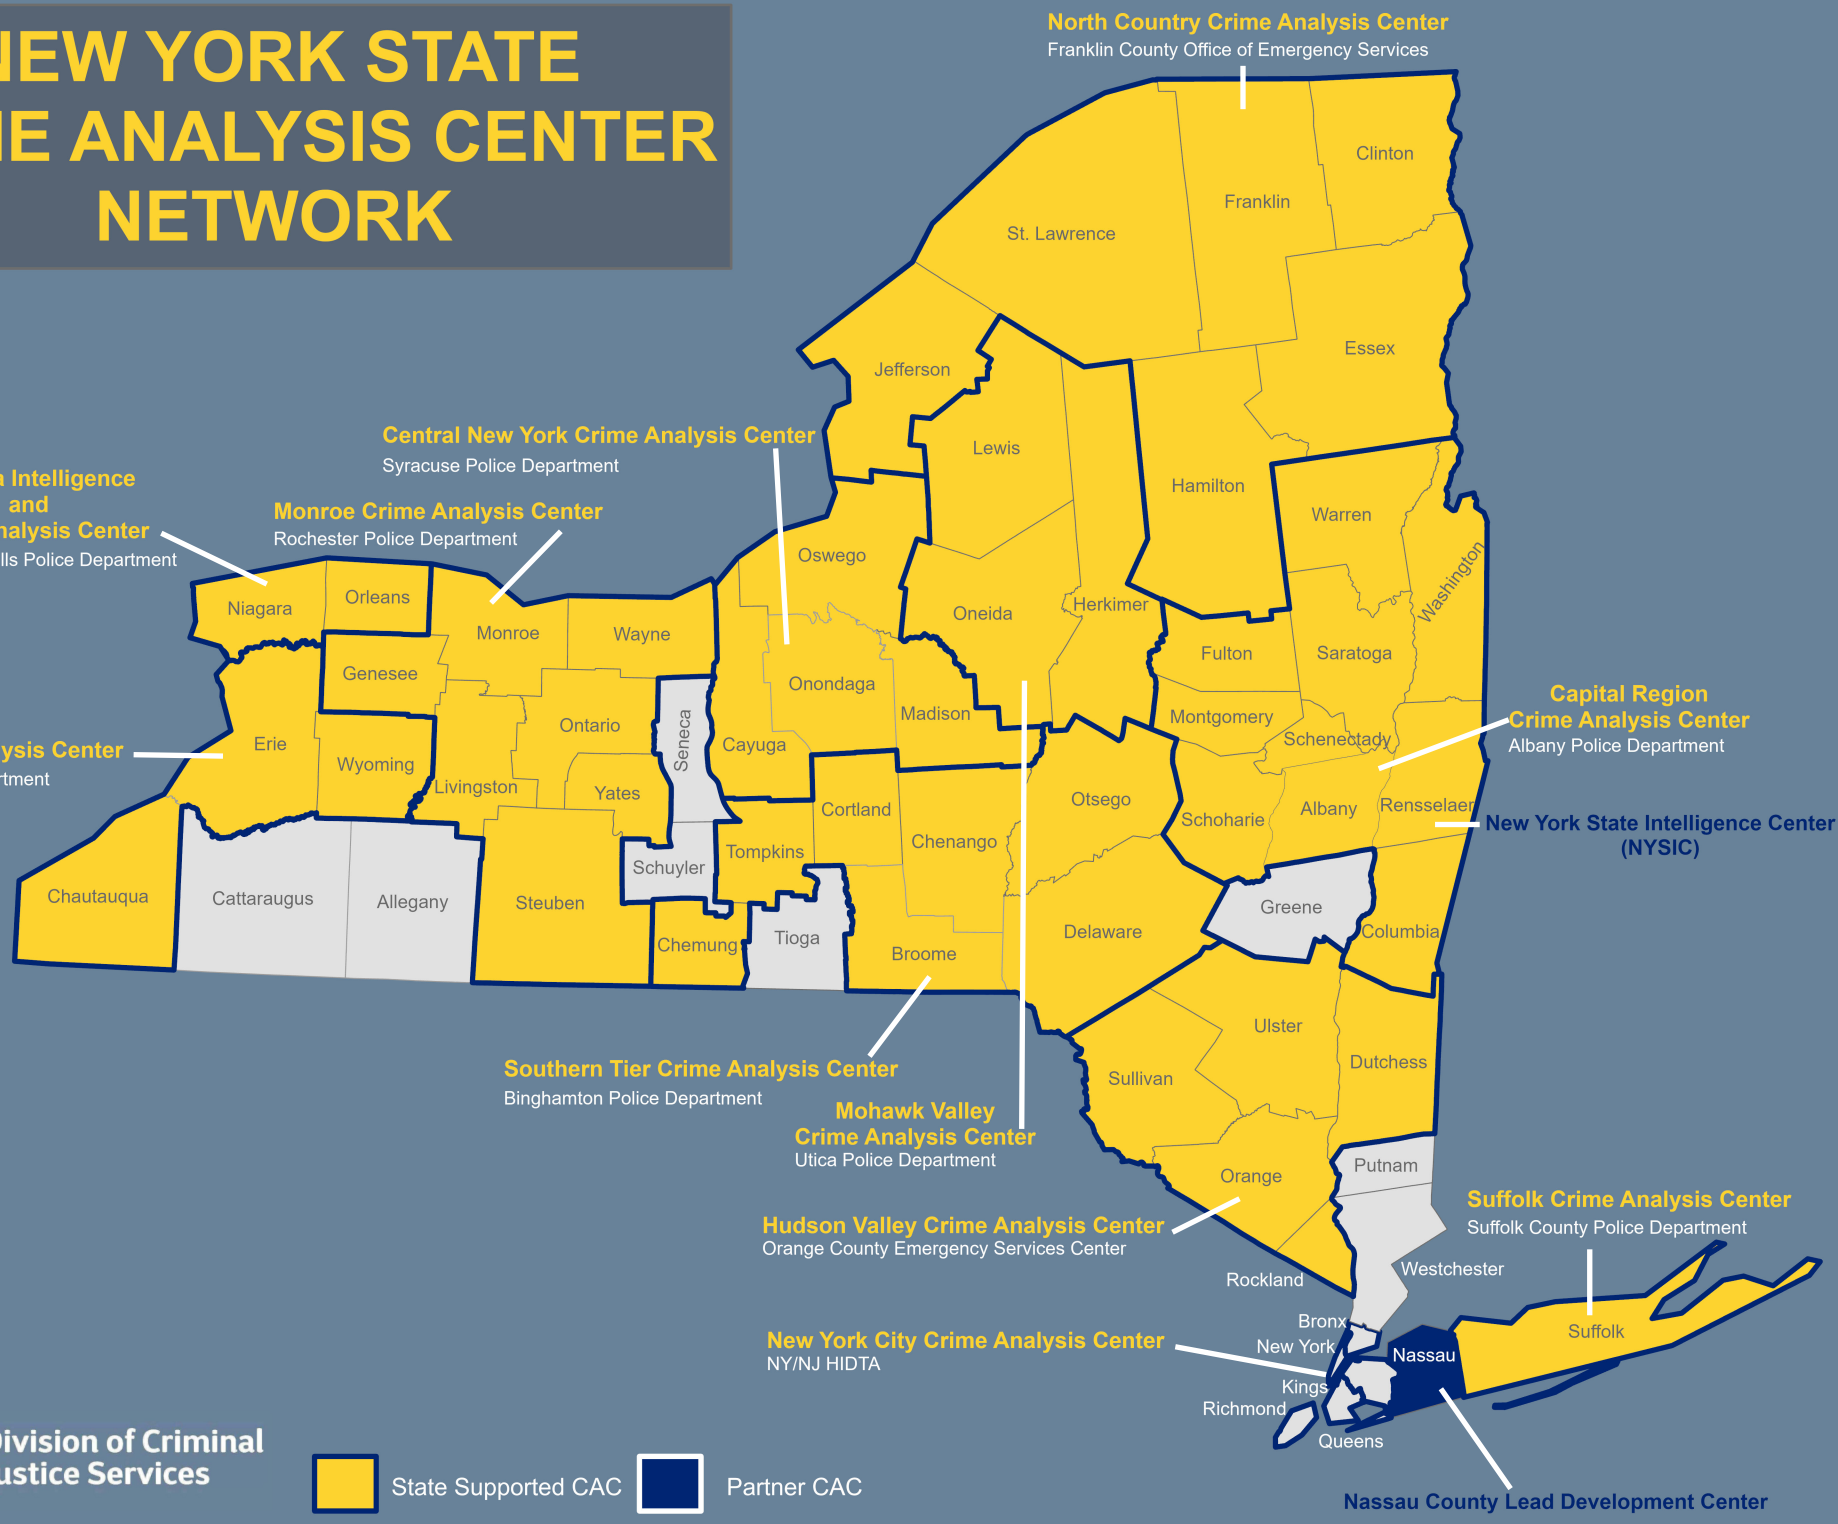 NEW YORK STATE
ANALYSIS CENTER
NETWORK
North Country Crime Analysis Center
Franklin County Office of Emergency Services
Clinton
Franklin
St. Lawrence
Essex
Jefferson
Central New York Crime Analysis Center
Syracuse Police Department
Lewis
Hamilton
Warren
Washington
Intelligence
and
Analysis Center
Police Department
Monroe Crime Analysis Center
Rochester Police Department
Oswego
Niagara
Orleans
Monroe
Wayne
Oneida
Herkimer
Fulton
Saratoga
Genesee
Onondaga
Madison
Montgomery
Schenectady
Capital Region
Crime Analysis Center
Albany Police Department
Ontario
Seneca
Cayuga
Erie
Wyoming
Livingston
Yates
Center
Cortland
Otsego
Schoharie
Albany
Rensselaer
New York State Intelligence Center
(NYSIC)
Chenango
Tompkins
Schuyler
Chautauqua
Cattaraugus
Allegany
Steuben
Greene
Columbia
Delaware
Chemung
Tioga
Broome
Ulster
Dutchess
Sullivan
Southern Tier Crime Analysis Center
Binghamton Police Department
Mohawk Valley
Crime Analysis Center
Utica Police Department
Orange
Putnam
Hudson Valley Crime Analysis Center
Orange County Emergency Services Center
Suffolk Crime Analysis Center
Suffolk County Police Department
Rockland
Westchester
Bronx
New York
New York City Crime Analysis Center
NY/NJ HIDTA
Nassau
Suffolk
Kings
Richmond
Queens
Division of Criminal
Justice Services
State Supported CAC
Partner CAC
Nassau County Lead Development Center